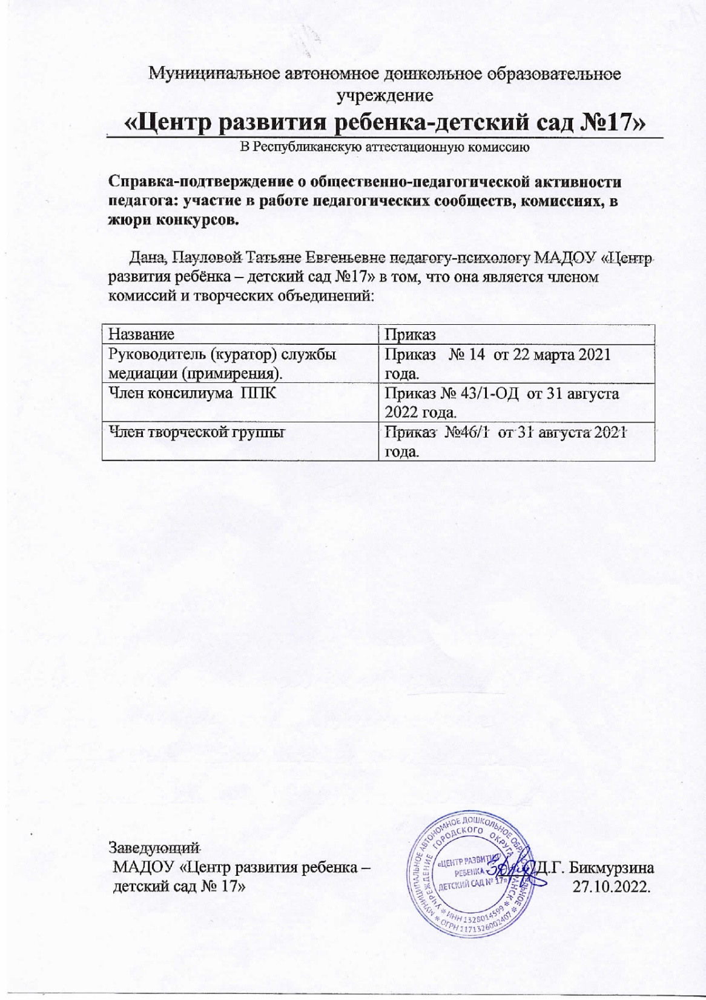 Муниципальное автономное дошкольное образовательное
учреждение
«Центр развития ребенка-детский сад №17»
В Республиканскую аттестационную комиссию
Справка-подтверждение о общественно-педагогической активности
педагога: участие в работе педагогических сообществ, комиссиях, в
жюри конкурсов.
Дана, Пауловой Татьяне Евгеньевне педагогу-психологу МАДОУ «Центр
развития ребёнка – детский сад №17» в том, что она является членом
комиссий и творческих объединений:
Название Приказ
Руководитель (куратор) службы Приказ № 14 от 22 марта 2021
медиации (примирения). года.
Член консилиума ППК Приказ № 43/1-ОД от 31 августа
2022 года.
Член творческой группы Приказ №46/1 от 31 августа 2021
года.
Заведующий
МАДОУ «Центр развития ребенка – Д.Г. Бикмурзина
детский сад № 17» 27.10.2022.
МУНИЦИПАЛЬНОЕ АВТОНОМНОЕ ДОШКОЛЬНОЕ
УЧРЕЖДЕНИЕ ГОРОДСКОГО ОКРУГА
«ЦЕНТР РАЗВИТИЯ
РЕБЕНКА -
ДЕТСКИЙ САД № 17»
* ИНН 1328014599 *
* ОГРН 1171326002407 *